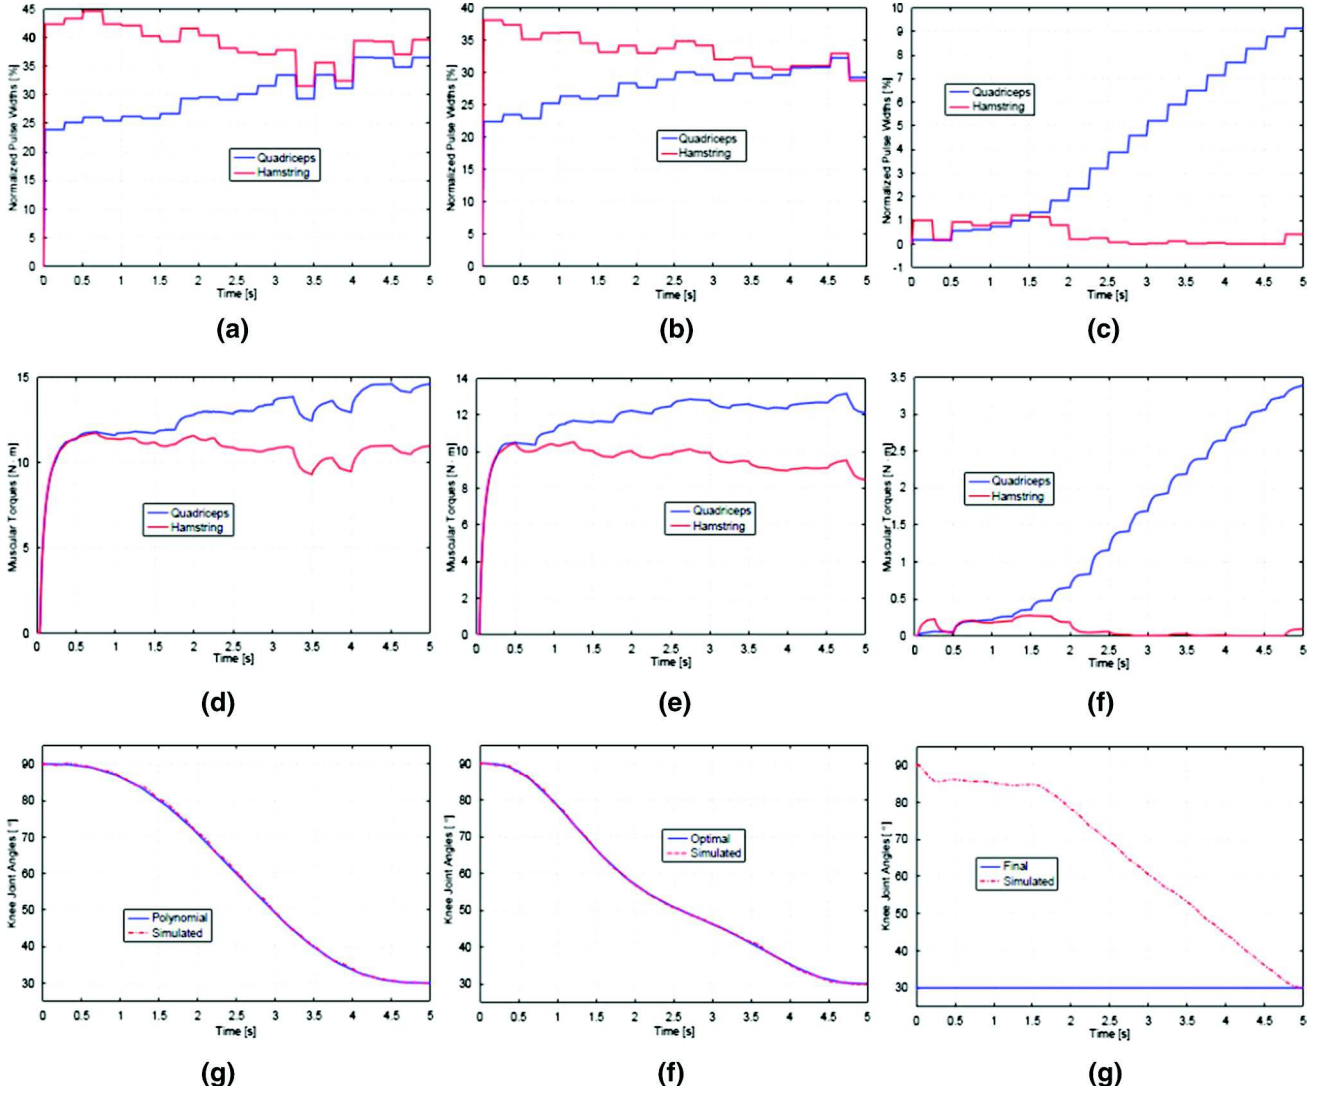 Normalized Pulse Widths [%]
45
40
35
30
25
20
15
10
5
0
Quadriceps
Hamstring
0 0.5 1 1.5 2 2.5 3 3.5 4 4.5 5
Time [s]
(a)
Normalized Pulse Widths [%]
40
35
30
25
20
15
10
5
0
Quadriceps
Hamstring
0 0.5 1 1.5 2 2.5 3 3.5 4 4.5 5
Time [s]
(b)
Normalized Pulse Widths [%]
10
9
8
7
6
5
4
3
2
1
0
-1
Quadriceps
Hamstring
0 0.5 1 1.5 2 2.5 3 3.5 4 4.5 5
Time [s]
(c)
Muscular Torques [N · m]
15
10
5
0
Quadriceps
Hamstring
0 0.5 1 1.5 2 2.5 3 3.5 4 4.5 5
Time [s]
(d)
Muscular Torques [N · m]
14
12
10
8
6
4
2
0
Quadriceps
Hamstring
0 0.5 1 1.5 2 2.5 3 3.5 4 4.5 5
Time [s]
(e)
Muscular Torques [N · m]
3.5
3
2.5
2
1.5
1
0.5
0
Quadriceps
Hamstring
0 0.5 1 1.5 2 2.5 3 3.5 4 4.5 5
Time [s]
(f)
Knee Joint Angles [°]
90
80
70
60
50
40
30
Polynomial
Simulated
0 0.5 1 1.5 2 2.5 3 3.5 4 4.5 5
Time [s]
(g)
Knee Joint Angles [°]
90
80
70
60
50
40
30
Optimal
Simulated
0 0.5 1 1.5 2 2.5 3 3.5 4 4.5 5
Time [s]
(f)
Knee Joint Angles [°]
90
80
70
60
50
40
30
Final
Simulated
0 0.5 1 1.5 2 2.5 3 3.5 4 4.5 5
Time [s]
(g)